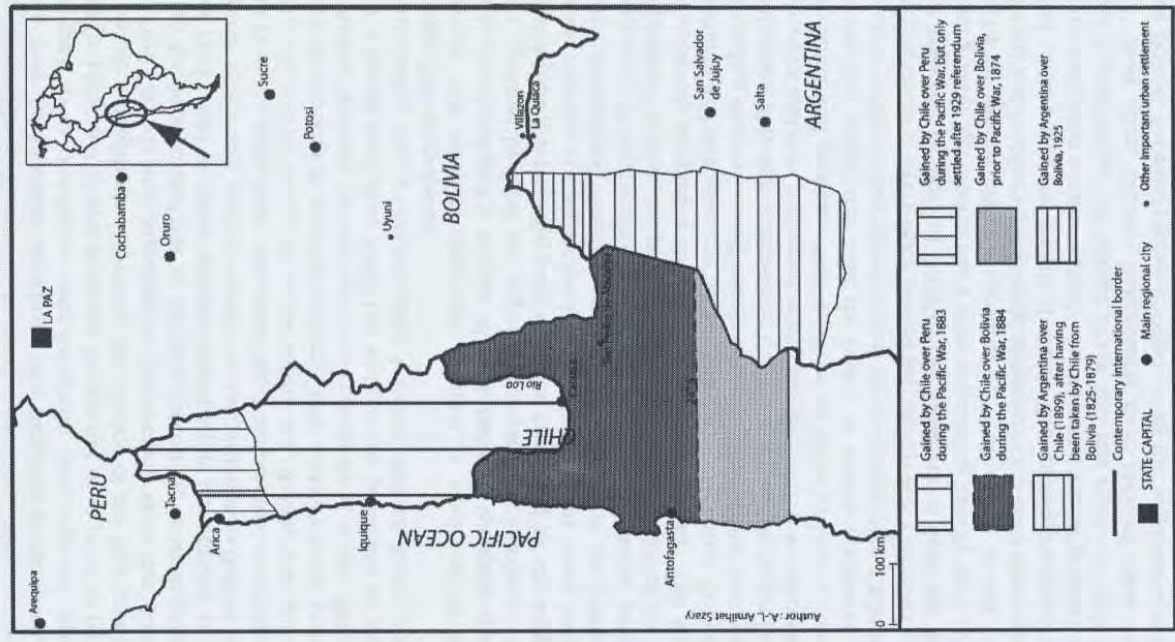 Arequipa
LA PAZ
Cochabamba
Oruro
Sucre
Potosi
Uyuni
PERU
Tacna
Arica
BOLIVIA
Iquique
PACIFIC OCEAN
CHILE
Rio Loa
Villazon
La Quiaca
San Salvador
de Jujuy
Salta
ARGENTINA
Antofagasta
0
100 km
Author : A.-L. Amilhat Szary
Gained by Chile over Peru
during the Pacific War, 1883
Gained by Chile over Bolivia
during the Pacific War, 1884
Gained by Argentina over
Chile (1899), after having
been taken by Chile from
Bolivia (1825-1879)
Gained by Chile over Peru
during the Pacific War, but only
settled after 1929 referendum
Gained by Chile over Bolivia,
prior to Pacific War, 1874
Gained by Argentina over
Bolivia, 1925
Contemporary international border
STATE CAPITAL
Main regional city
Other Important urban settlement